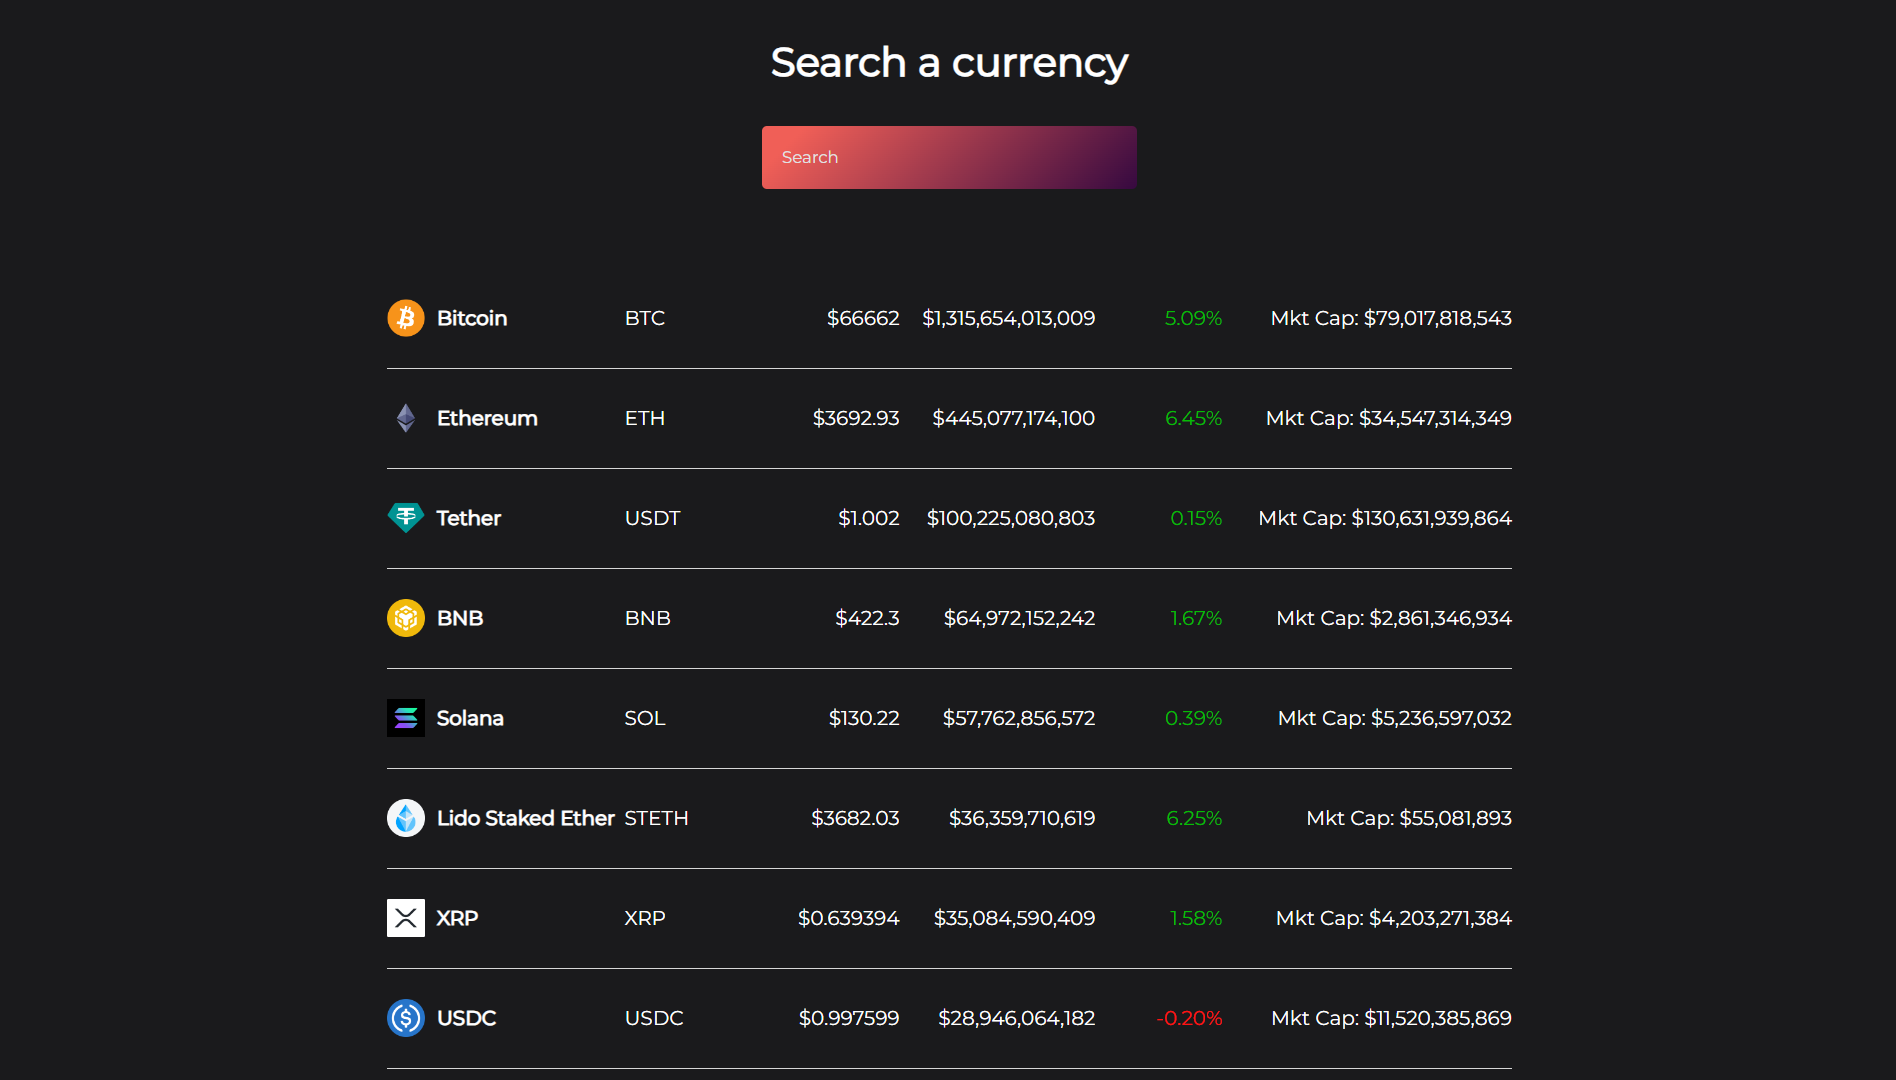 Search a currency
Search
Bitcoin BTC $66662 $1,315,654,013,009 5.09% Mkt Cap: $79,017,818,543
Ethereum ETH $3692.93 $445,077,174,100 6.45% Mkt Cap: $34,547,314,349
Tether USDT $1.002 $100,225,080,803 0.15% Mkt Cap: $130,631,939,864
BNB BNB $422.3 $64,972,152,242 1.67% Mkt Cap: $2,861,346,934
Solana SOL $130.22 $57,762,856,572 0.39% Mkt Cap: $5,236,597,032
Lido Staked Ether STETH $3682.03 $36,359,710,619 6.25% Mkt Cap: $55,081,893
XRP XRP $0.639394 $35,084,590,409 1.58% Mkt Cap: $4,203,271,384
USDC USDC $0.997599 $28,946,064,182 -0.20% Mkt Cap: $11,520,385,869